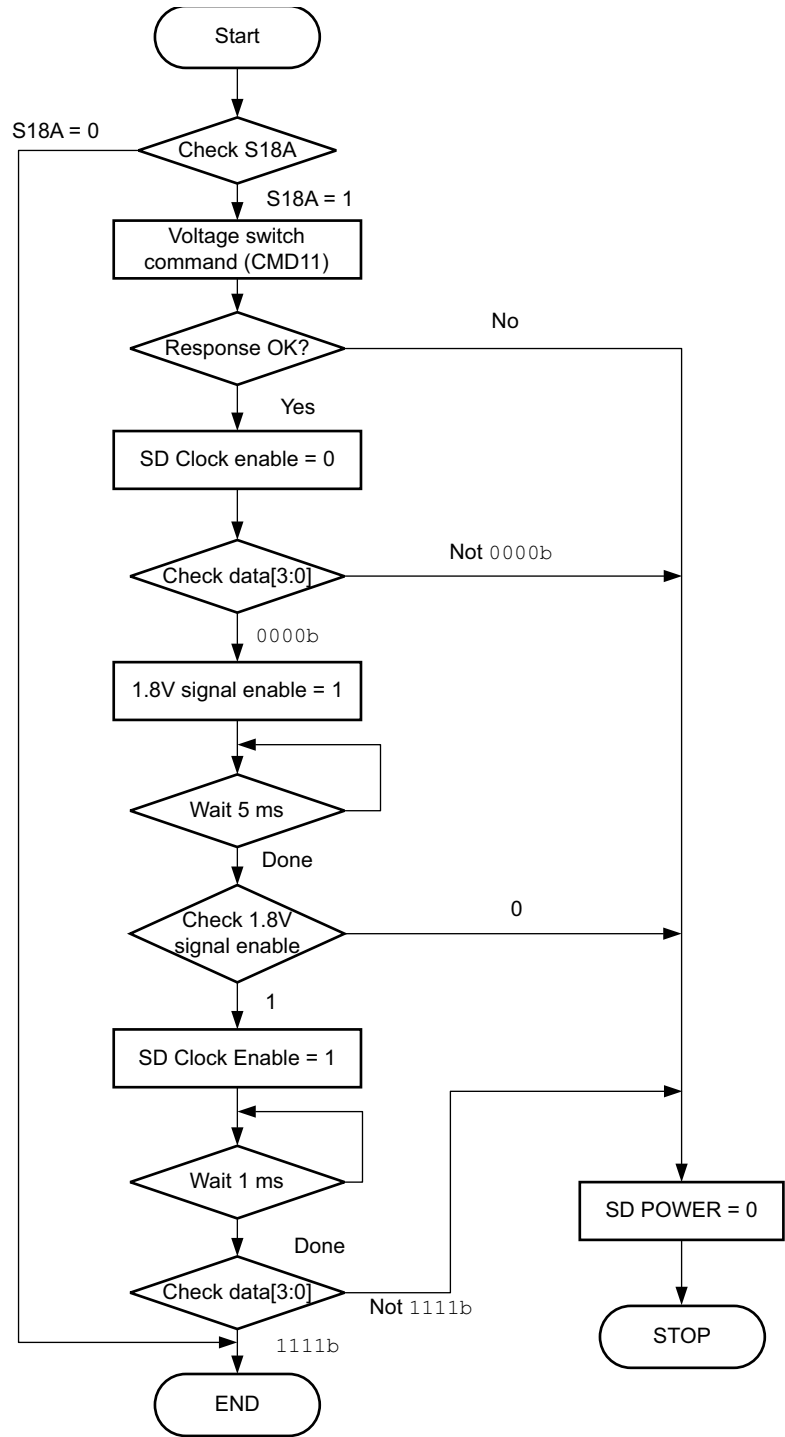 Start
S18A = 0
Check S18A
S18A = 1
Voltage switch
command (CMD11)
No
Response OK?
Yes
SD Clock enable = 0
Not 0000b
Check data[3:0]
0000b
1.8V signal enable = 1
Wait 5 ms
Done
0
Check 1.8V
signal enable
1
SD Clock Enable = 1
Wait 1 ms
SD POWER = 0
Done
Check data[3:0]
Not 1111b
STOP
1111b
END